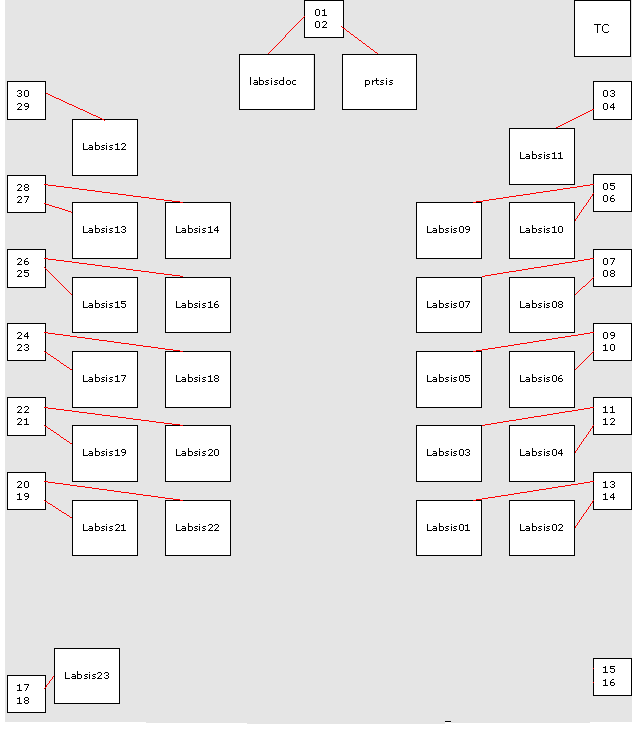 01
02
TC
labsisdoc
prtsis
30
29
03
04
Labsis12
Labsis11
28
27
05
06
Labsis13
Labsis14
Labsis09
Labsis10
26
25
07
08
Labsis15
Labsis16
Labsis07
Labsis08
24
23
09
10
Labsis17
Labsis18
Labsis05
Labsis06
22
21
11
12
Labsis19
Labsis20
Labsis03
Labsis04
20
19
13
14
Labsis21
Labsis22
Labsis01
Labsis02
Labsis23
17
18
15
16